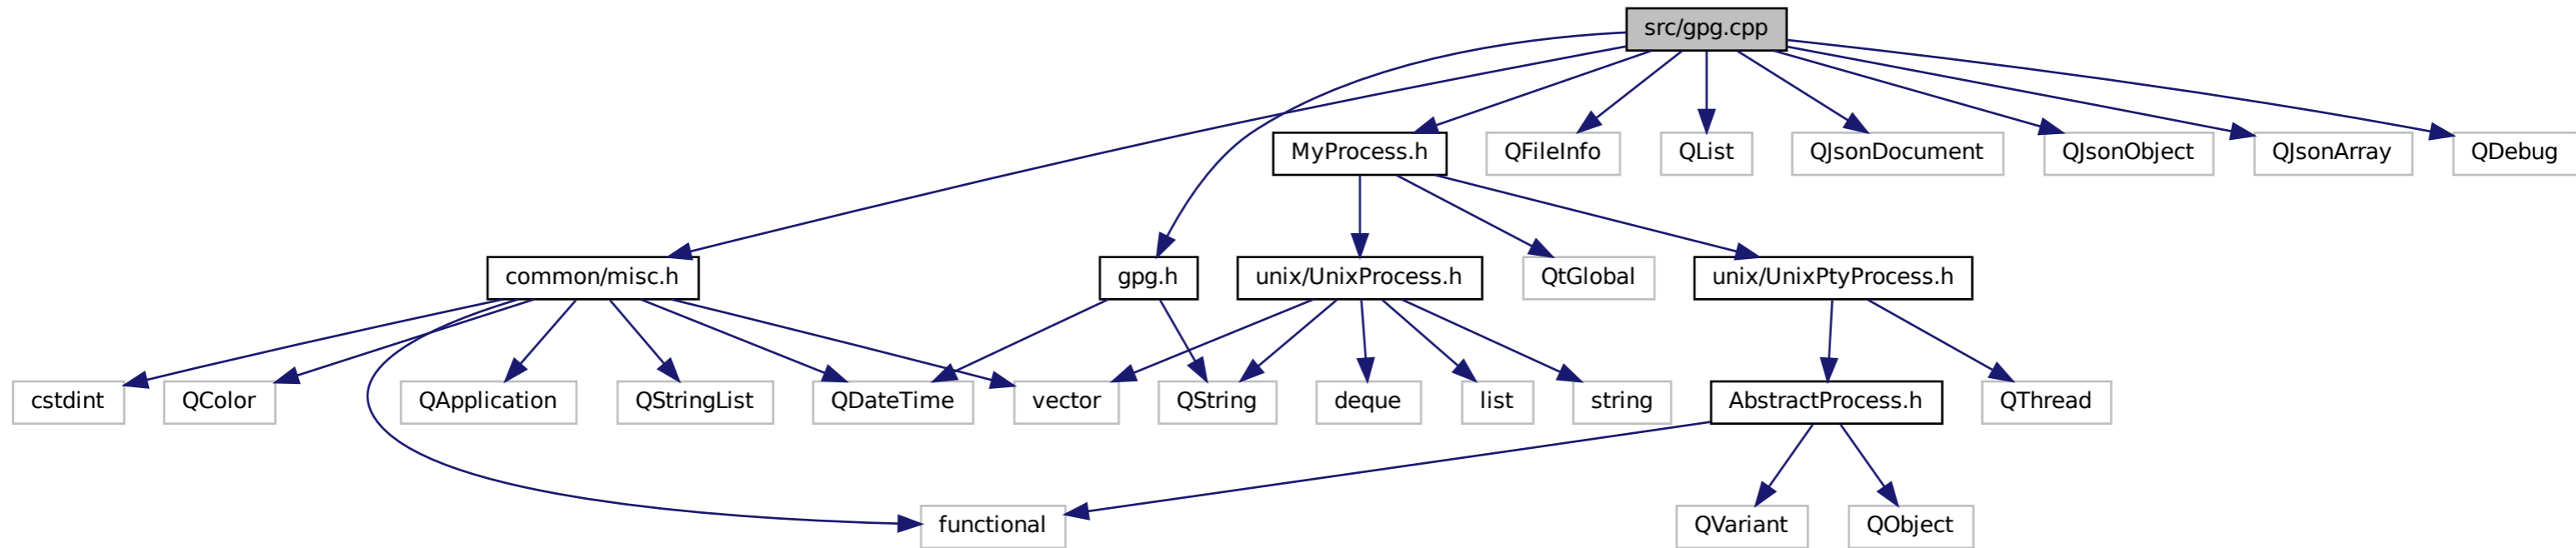 src/gpg.cpp
MyProcess.h
QFileInfo
QList
QJsonDocument
QJsonObject
QJsonArray
QDebug
common/misc.h
gpg.h
unix/UnixProcess.h
QtGlobal
unix/UnixPtyProcess.h
cstdint
QColor
QApplication
QStringList
QDateTime
vector
QString
deque
list
string
AbstractProcess.h
QThread
functional
QVariant
QObject